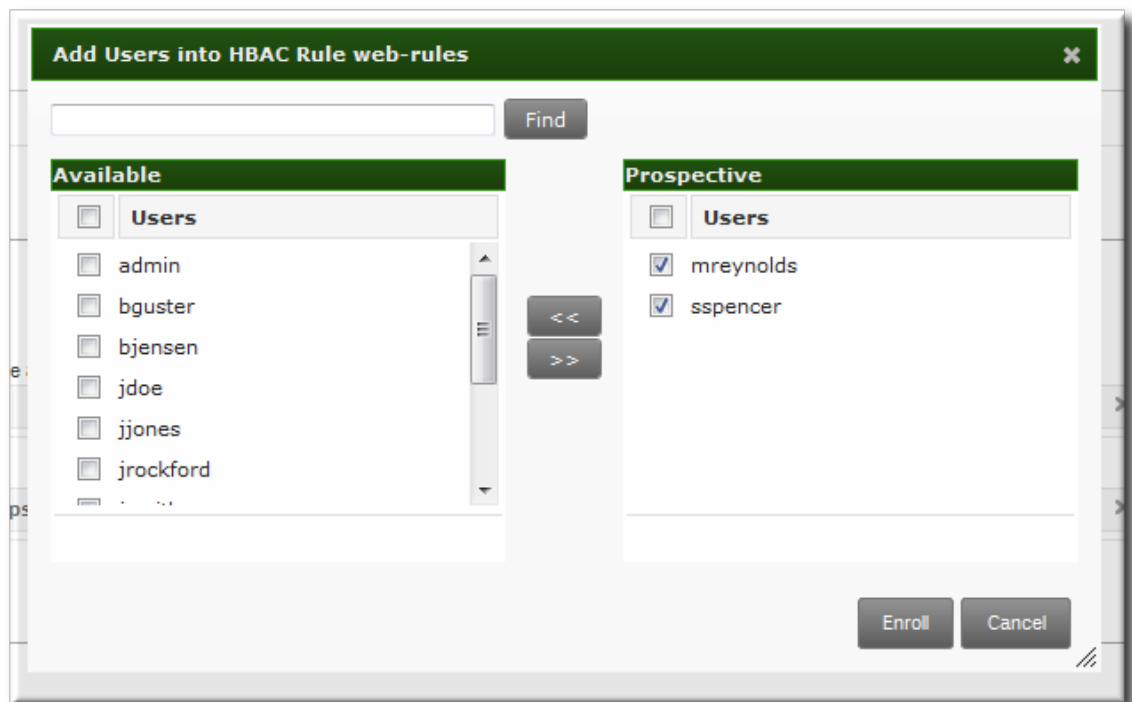 Add Users into HBAC Rule web-rules
Find
Available
Users
admin
bguster
bjensen
jdoe
jjones
jrockford
<<
>>
Prospective
Users
mreynolds
sspencer
Enroll
Cancel